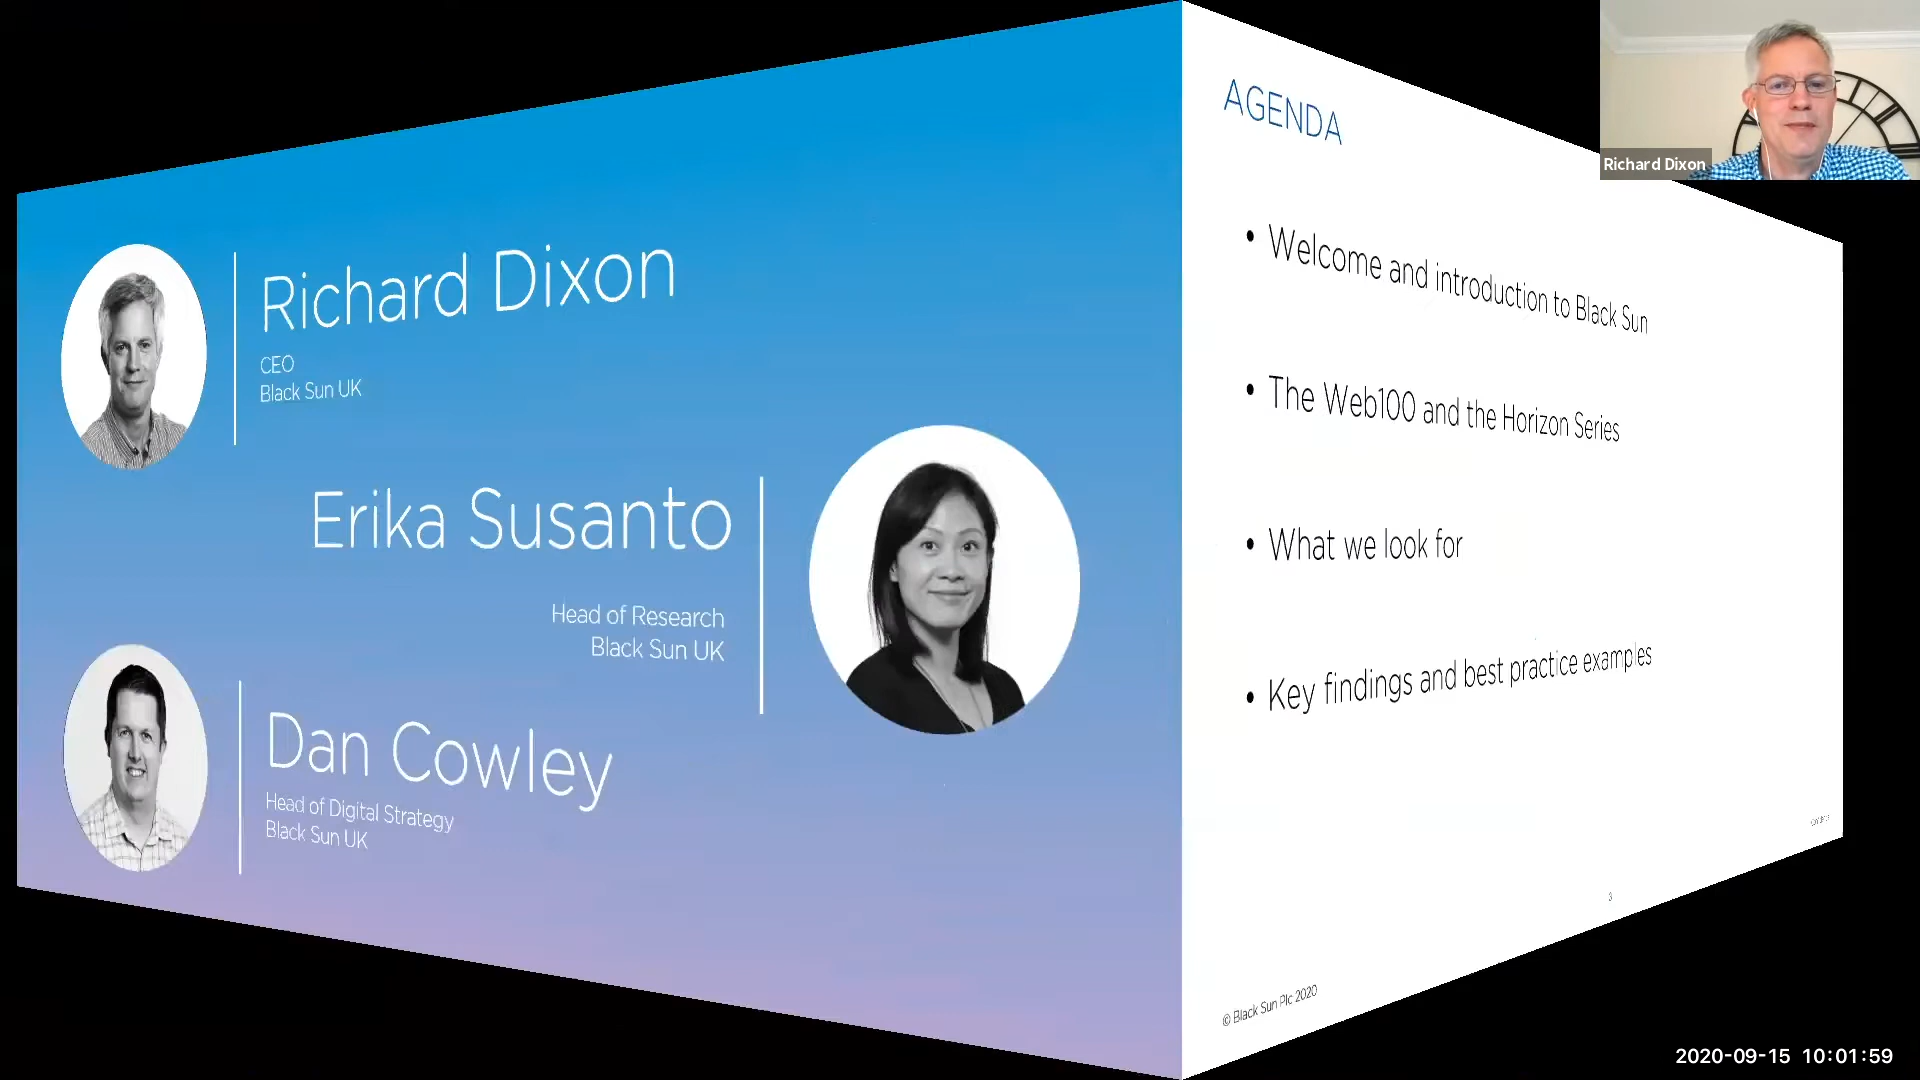 Richard Dixon
CEO
Black Sun UK
Erika Susanto
Head of Research
Black Sun UK
Dan Cowley
Head of Digital Strategy
Black Sun UK
AGENDA
• Welcome and introduction to Black Sun
• The Web100 and the Horizon Series
• What we look for
• Key findings and best practice examples
3
© Black Sun Plc 2020
Richard Dixon
2020-09-15 10:01:59